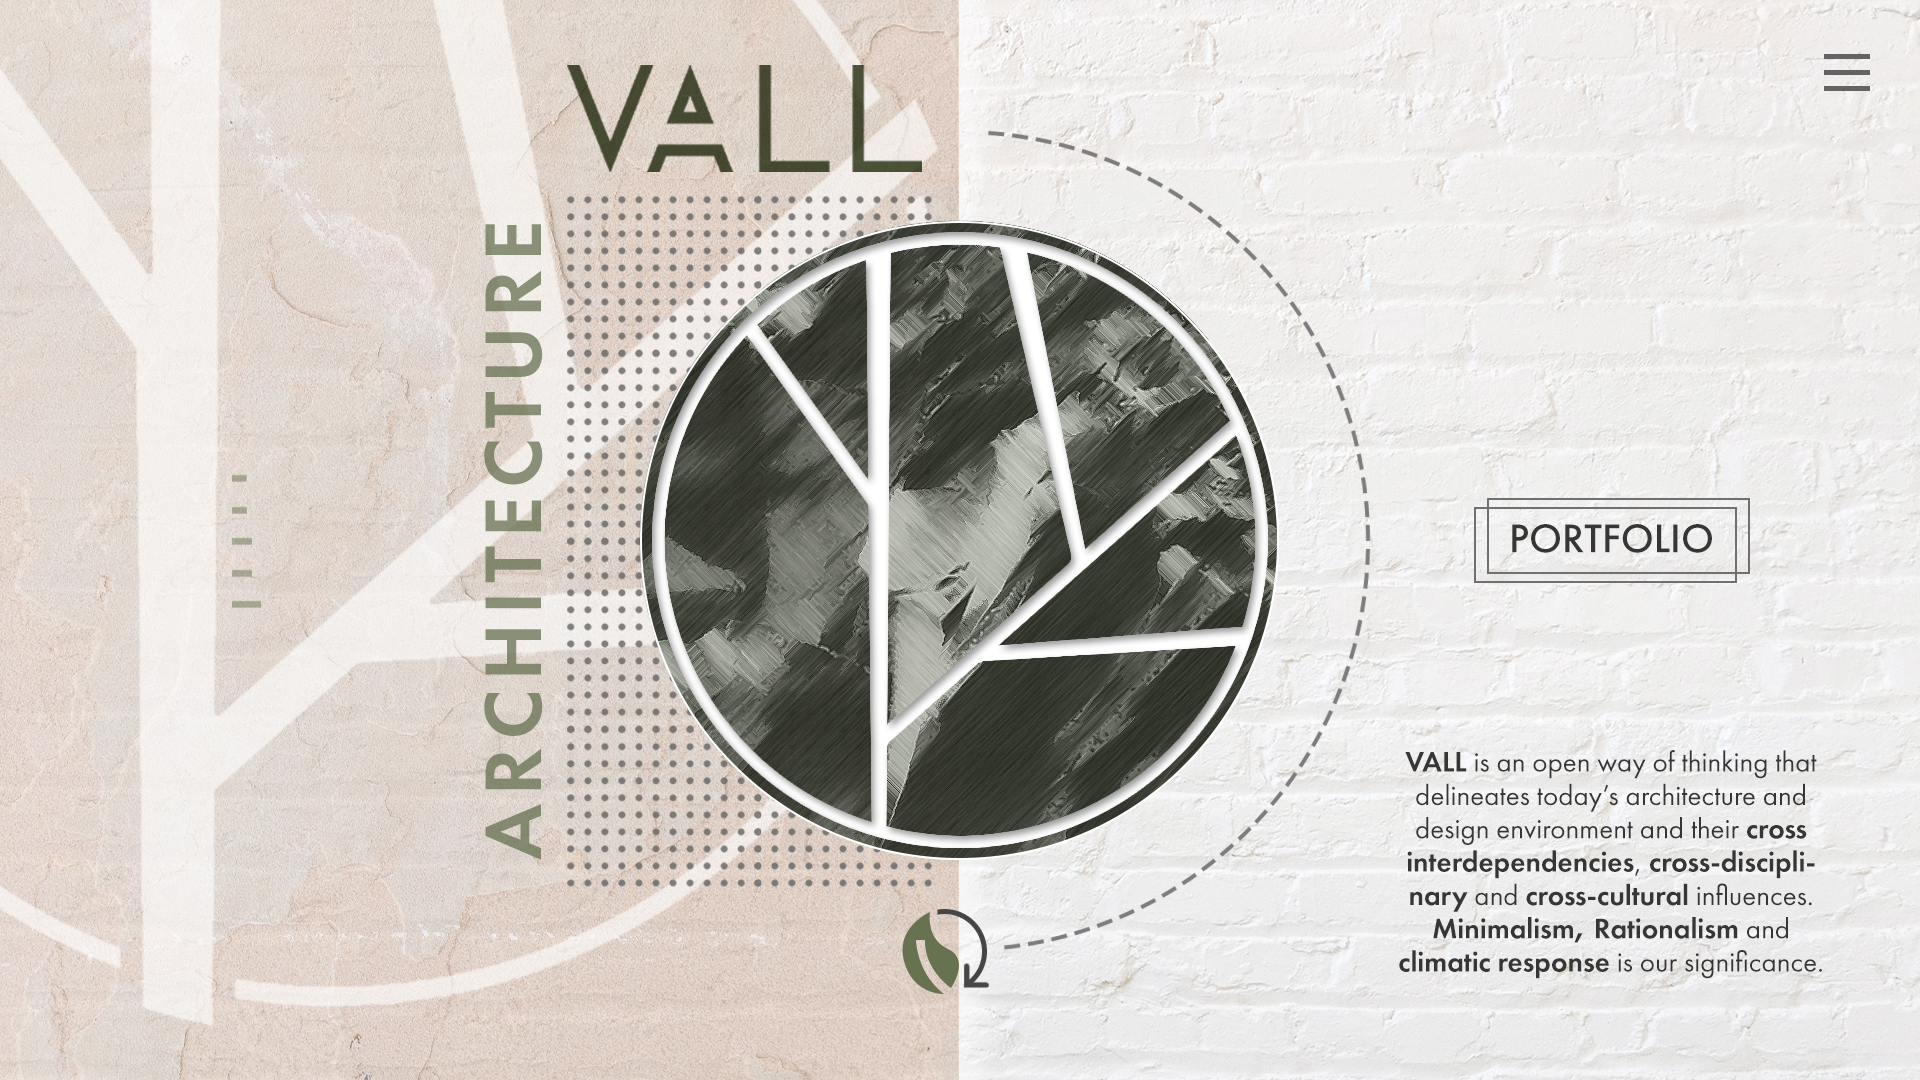 VALL
ARCHITECTURE
PORTFOLIO
VALL is an open way of thinking that
delineates today’s architecture and
design environment and their cross
interdependencies, cross-discipli-
nary and cross-cultural influences.
Minimalism, Rationalism and
climatic response is our significance.